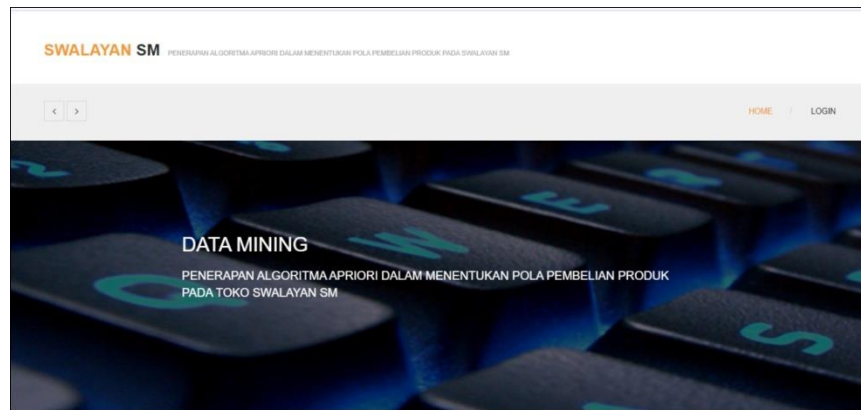 SWALAYAN SM PENERAPAN ALGORITMA APRIORI DALAM MENENTUKAN POLA PEMBELIAN PRODUK PADA SWALAYAN SM
< >
HOME / LOGIN
2 E R
Q W S
DATA MINING
PENERAPAN ALGORITMA APRIORI DALAM MENENTUKAN POLA PEMBELIAN PRODUK
PADA TOKO SWALAYAN SM